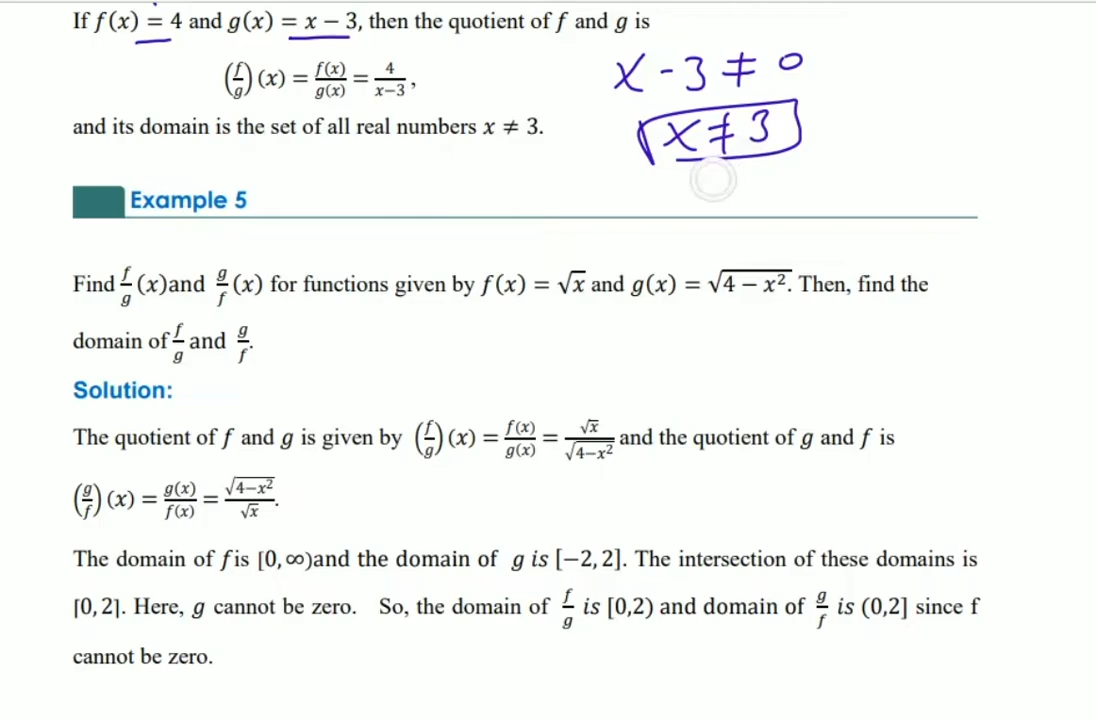 If f(x) = 4 and g(x) = x − 3, then the quotient of f and g is
(f/g)(x) = f(x)/g(x) = 4/(x−3),
x - 3 ≠ 0
and its domain is the set of all real numbers x ≠ 3.
x ≠ 3
Example 5
Find f/g (x)and g/f (x) for functions given by f(x) = √x and g(x) = √(4 − x²). Then, find the
domain of f/g and g/f.
Solution:
The quotient of f and g is given by (f/g)(x) = f(x)/g(x) = √x/√(4−x²) and the quotient of g and f is
(g/f)(x) = g(x)/f(x) = √(4−x²)/√x.
The domain of f is [0, ∞)and the domain of g is [−2, 2]. The intersection of these domains is
[0, 2]. Here, g cannot be zero. So, the domain of f/g is [0,2) and domain of g/f is (0,2] since f
cannot be zero.